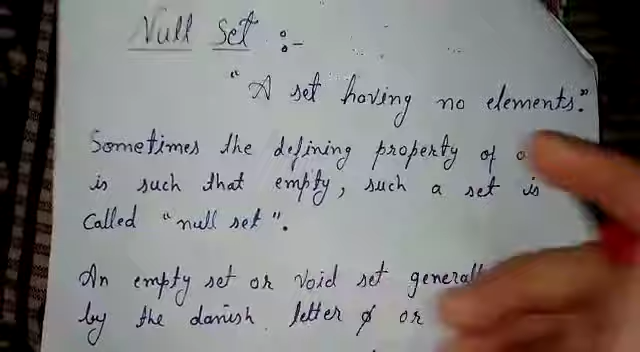 Null Set :-
"A set having no elements."
Sometimes the defining property of
is such that empty, such a set is
called "null set".
An empty set or void set
by the danish letter ϕ or